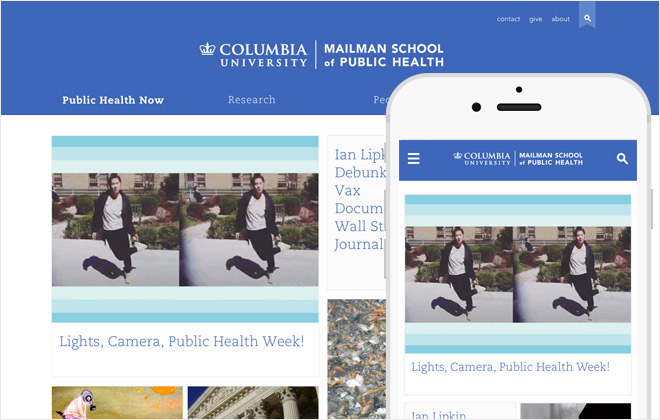 contact give about
COLUMBIA UNIVERSITY
MAILMAN SCHOOL
of PUBLIC HEALTH
Public Health Now Research
Ian
Debunk
Vax
Docum
Wall St
Journal
Lights, Camera, Public Health Week!
COLUMBIA UNIVERSITY
MAILMAN SCHOOL
of PUBLIC HEALTH
Lights, Camera, Public Health Week!
Ian Lipkin